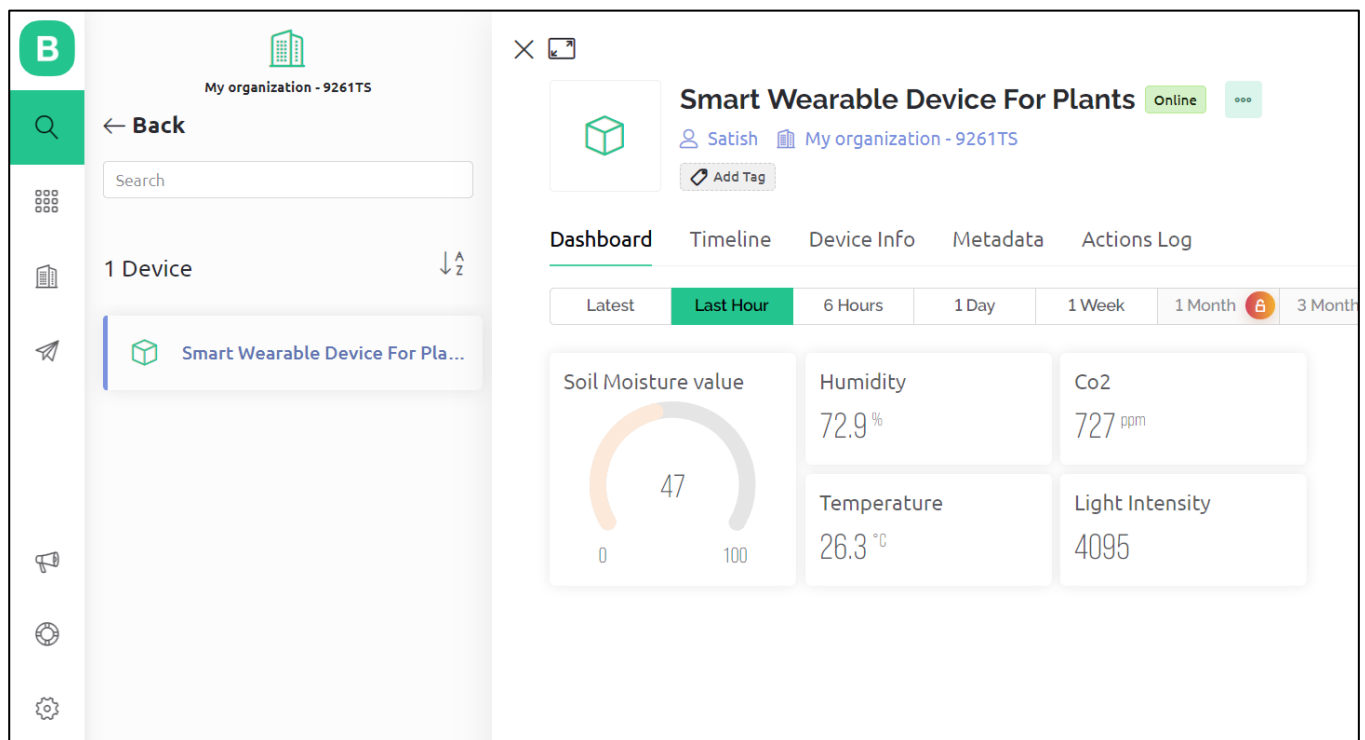 B
My organization - 9261TS
← Back
Search
1 Device
A
Z
Smart Wearable Device For Pla...
Smart Wearable Device For Plants
Online
Satish
My organization - 9261TS
Add Tag
Dashboard Timeline Device Info Metadata Actions Log
Latest Last Hour 6 Hours 1 Day 1 Week 1 Month 3 Month
Soil Moisture value
47
0 100
Humidity
72.9 %
Co2
727 ppm
Temperature
26.3 °C
Light Intensity
4095